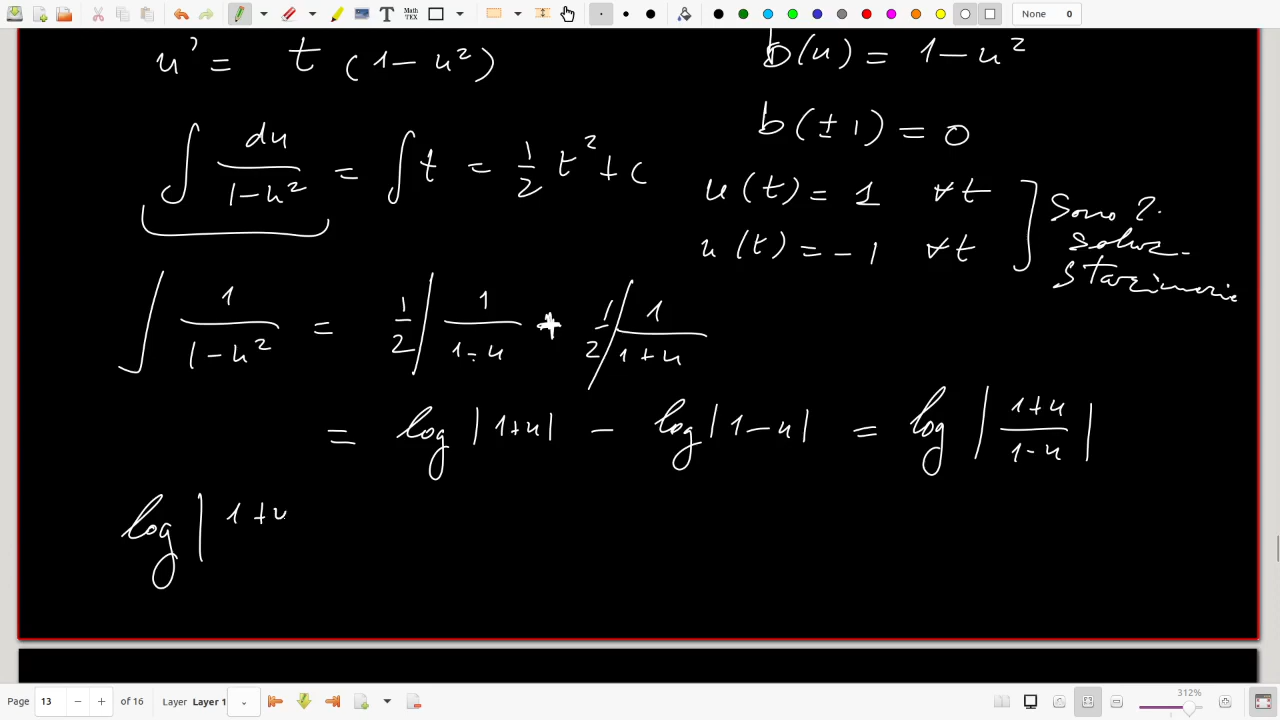 Math
TEX
None 0
u' = t (1 - u²)
b(u) = 1 - u²
b(±1) = 0
∫ du / (1 - u²) = ∫ t = 1/2 t² + c
u(t) = 1 ∀t
u(t) = -1 ∀t
sono 2
soluz.
stazionarie
∫ 1 / (1 - u²) = 1/2 ∫ 1 / (1 - u) + 1/2 ∫ 1 / (1 + u)
= log |1+u| - log |1-u| = log | (1+u) / (1-u) |
log | 1+u
Page 13 of 16 Layer Layer 1
312%